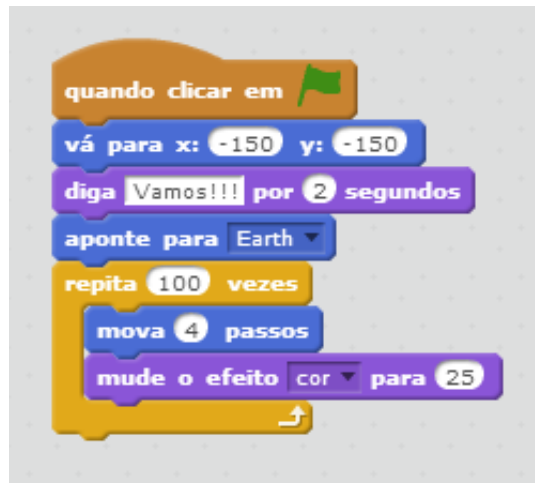 quando clicar em
vá para x: -150 y: -150
diga Vamos!!! por 2 segundos
aponte para Earth
repita 100 vezes
mova 4 passos
mude o efeito cor para 25